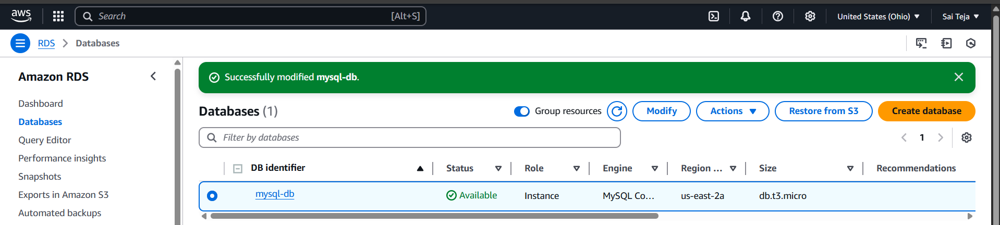 aws Search [Alt+S] United States (Ohio) Sai Teja
RDS Databases
Amazon RDS
Dashboard
Databases
Query Editor
Performance insights
Snapshots
Exports in Amazon S3
Automated backups
Successfully modified mysql-db.
Databases (1) Group resources Modify Actions Restore from S3 Create database
Filter by databases 1
DB identifier Status Role Engine Region ... Size Recommendations
mysql-db Available Instance MySQL Co... us-east-2a db.t3.micro